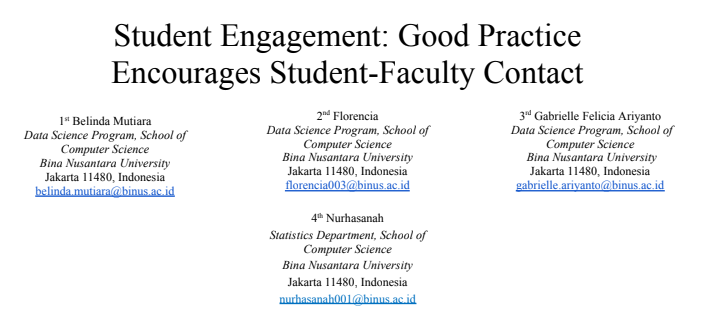 Student Engagement: Good Practice
Encourages Student-Faculty Contact
1st Belinda Mutiara
Data Science Program, School of
Computer Science
Bina Nusantara University
Jakarta 11480, Indonesia
belinda.mutiara@binus.ac.id
2nd Florencia
Data Science Program, School of
Computer Science
Bina Nusantara University
Jakarta 11480, Indonesia
florencia003@binus.ac.id
3rd Gabrielle Felicia Ariyanto
Data Science Program, School of
Computer Science
Bina Nusantara University
Jakarta 11480, Indonesia
gabrielle.ariyanto@binus.ac.id
4th Nurhasanah
Statistics Department, School of
Computer Science
Bina Nusantara University
Jakarta 11480, Indonesia
nurhasanah001@binus.ac.id